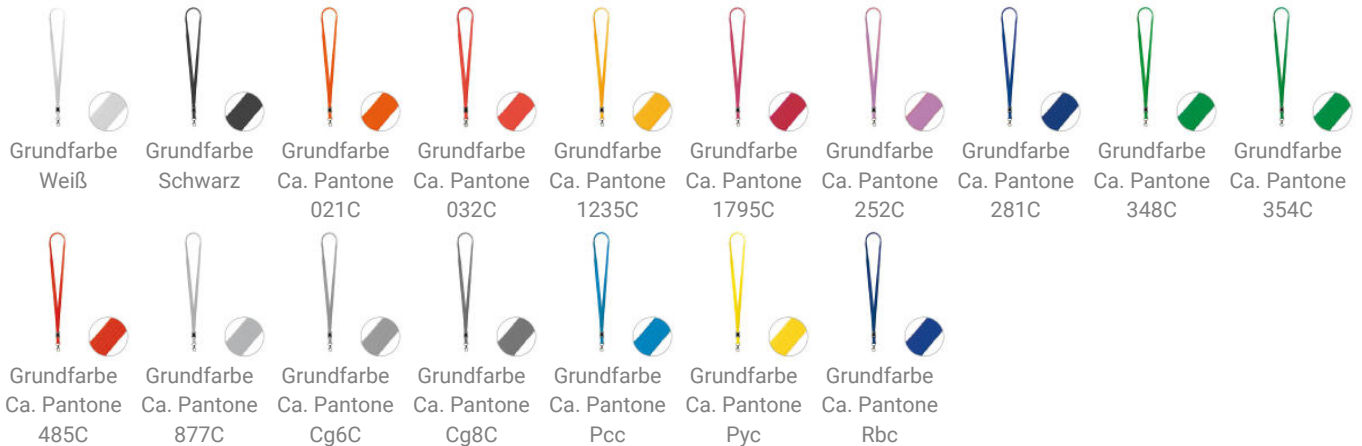 Grundfarbe Grundfarbe Grundfarbe Grundfarbe Grundfarbe Grundfarbe Grundfarbe Grundfarbe Grundfarbe Grundfarbe
Weiß Schwarz Ca. Pantone Ca. Pantone Ca. Pantone Ca. Pantone Ca. Pantone Ca. Pantone Ca. Pantone Ca. Pantone
021C 032C 1235C 1795C 252C 281C 348C 354C
Grundfarbe Grundfarbe Grundfarbe Grundfarbe Grundfarbe Grundfarbe Grundfarbe
Ca. Pantone Ca. Pantone Ca. Pantone Ca. Pantone Ca. Pantone Ca. Pantone Ca. Pantone
485C 877C Cg6C Cg8C Pcc Pyc Rbc